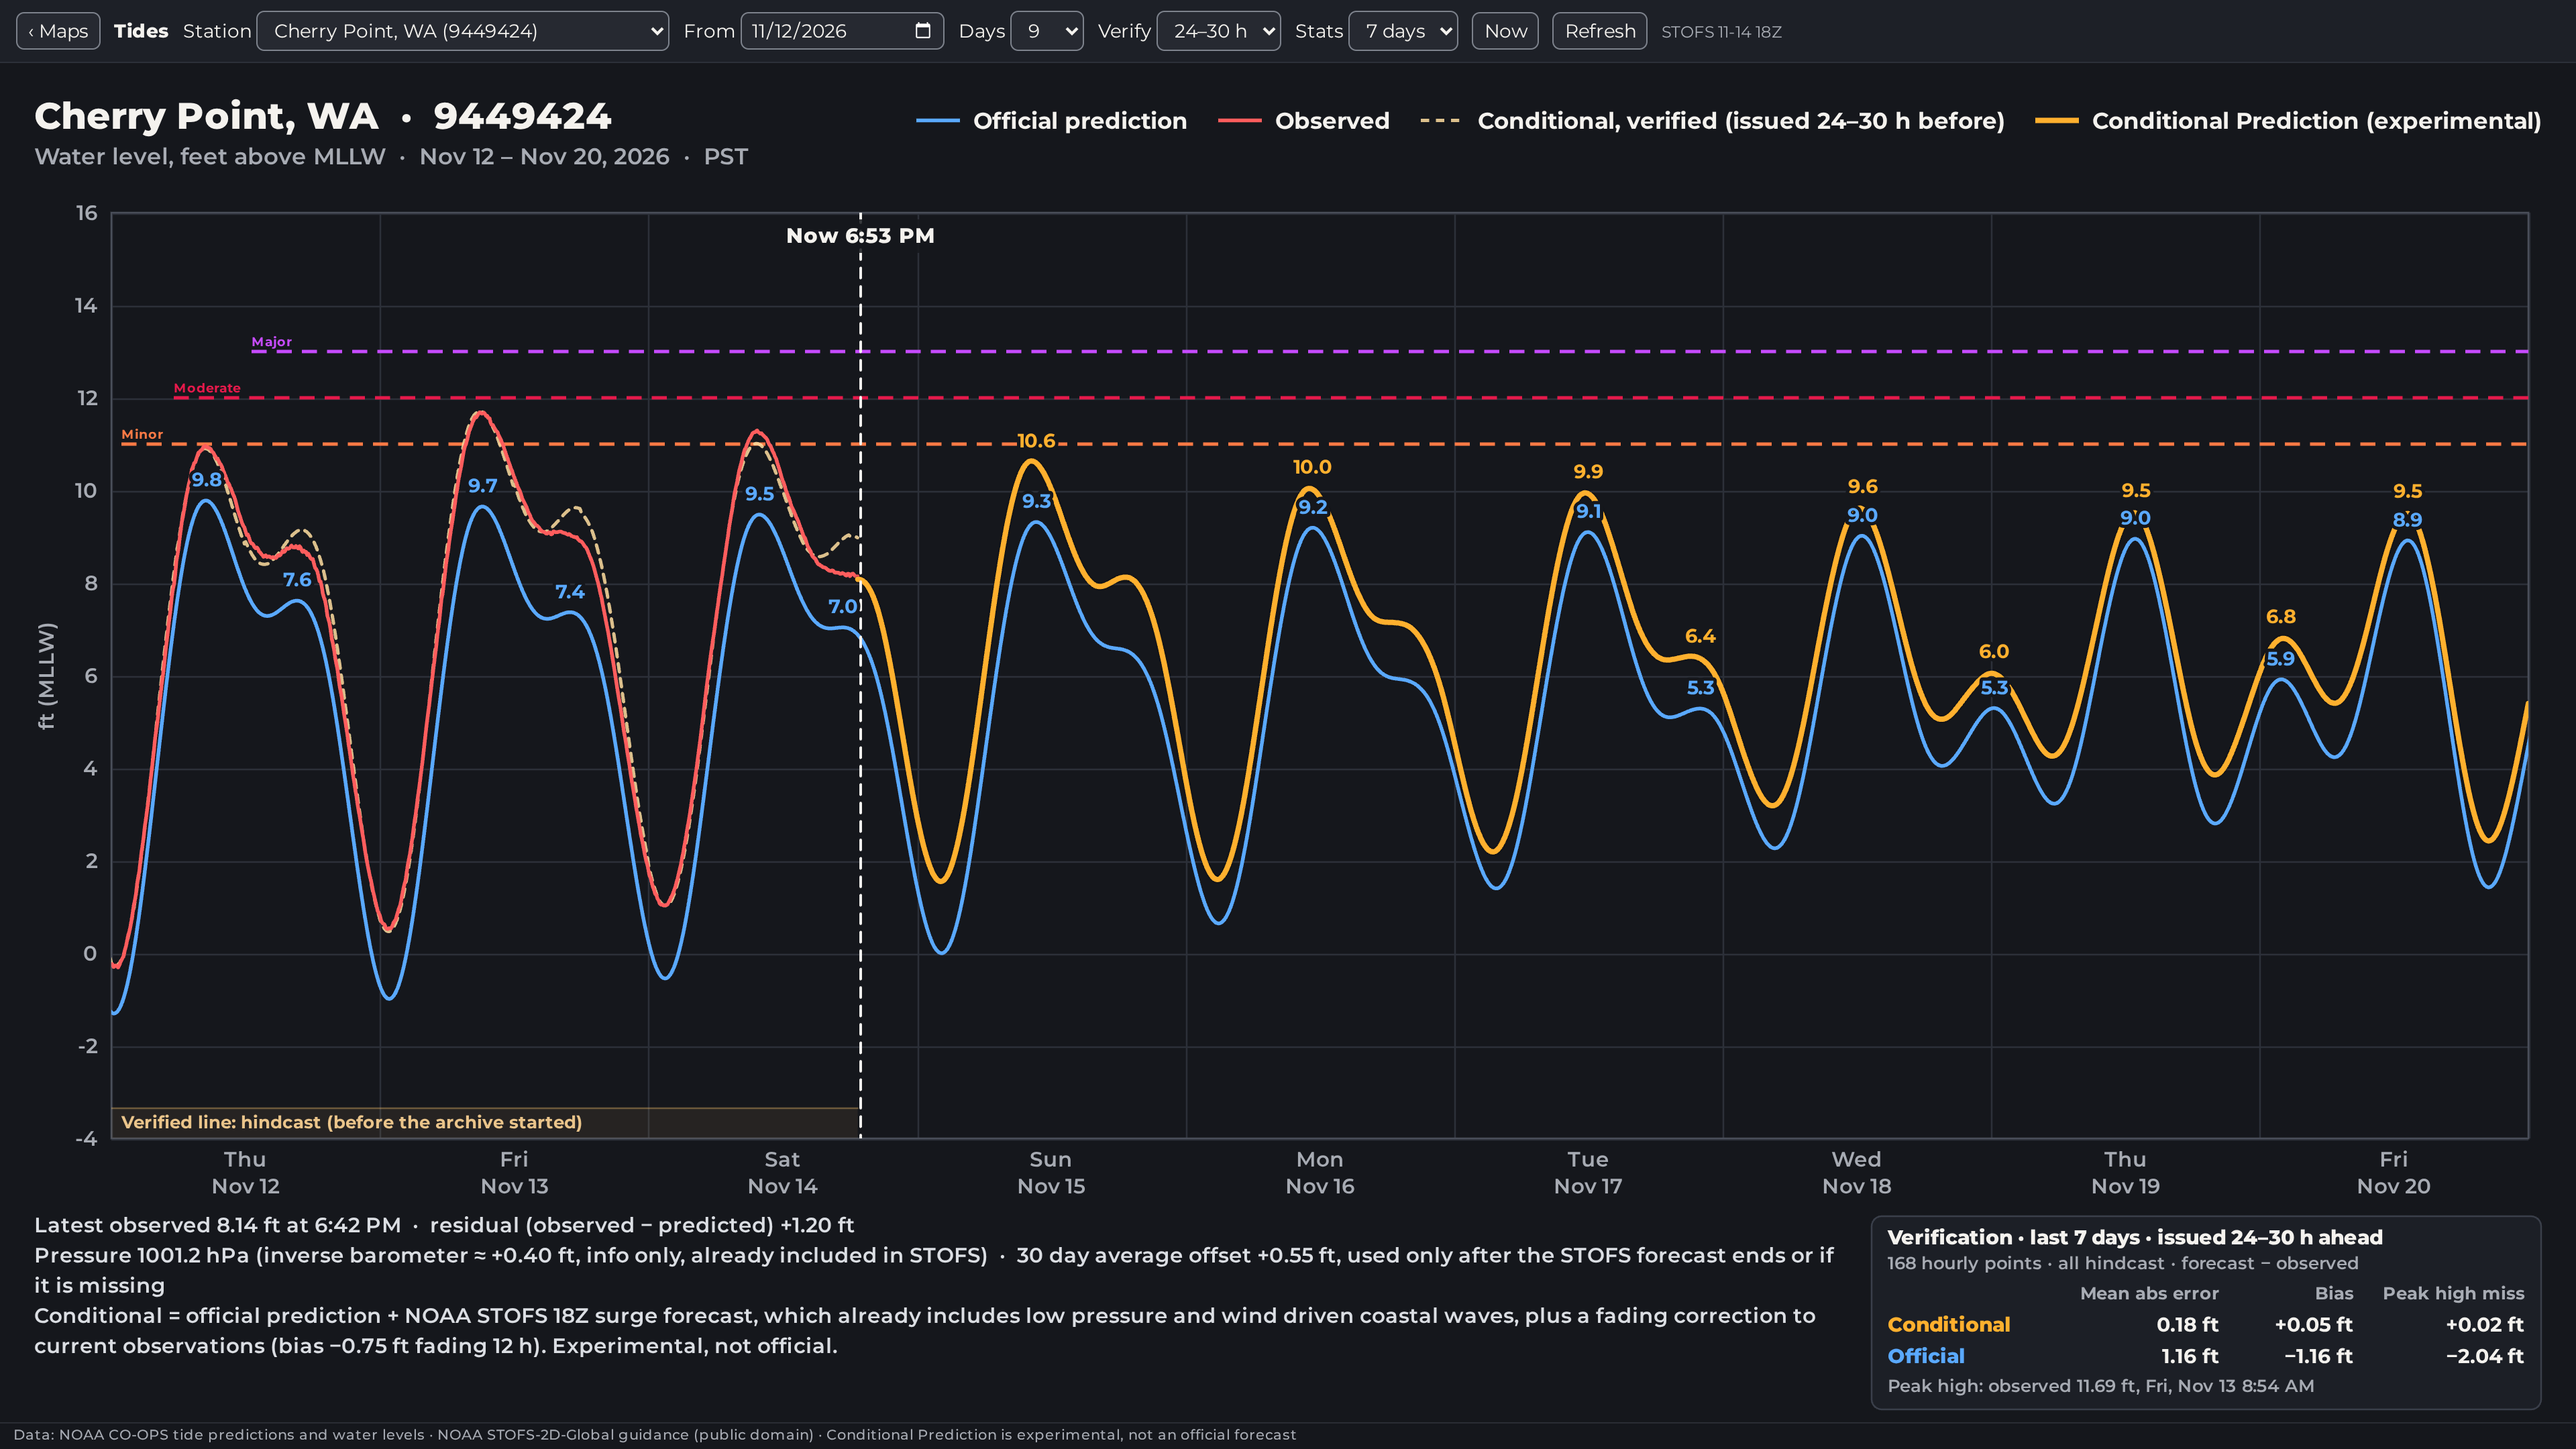 ‹ Maps Tides Station Cherry Point, WA (9449424) From 11/12/2026 Days 9 Verify 24–30 h Stats 7 days Now Refresh STOFS 11-14 18Z
Cherry Point, WA · 9449424
Water level, feet above MLLW · Nov 12 – Nov 20, 2026 · PST
Official prediction Observed Conditional, verified (issued 24–30 h before) Conditional Prediction (experimental)
Now 6:53 PM
ft (MLLW)
16
14
12
10
8
6
4
2
0
-2
-4
Major
Moderate
Minor
9.8
7.6
9.7
7.4
9.5
7.0
10.6
9.3
10.0
9.2
9.9
9.1
6.4
5.3
9.6
9.0
6.0
5.3
9.5
9.0
6.8
5.9
9.5
8.9
Verified line: hindcast (before the archive started)
Thu Fri Sat Sun Mon Tue Wed Thu Fri
Nov 12 Nov 13 Nov 14 Nov 15 Nov 16 Nov 17 Nov 18 Nov 19 Nov 20
Latest observed 8.14 ft at 6:42 PM · residual (observed − predicted) +1.20 ft
Pressure 1001.2 hPa (inverse barometer ≈ +0.40 ft, info only, already included in STOFS) · 30 day average offset +0.55 ft, used only after the STOFS forecast ends or if
it is missing
Conditional = official prediction + NOAA STOFS 18Z surge forecast, which already includes low pressure and wind driven coastal waves, plus a fading correction to
current observations (bias −0.75 ft fading 12 h). Experimental, not official.
Verification · last 7 days · issued 24–30 h ahead
168 hourly points · all hindcast · forecast − observed
Mean abs error Bias Peak high miss
Conditional 0.18 ft +0.05 ft +0.02 ft
Official 1.16 ft −1.16 ft −2.04 ft
Peak high: observed 11.69 ft, Fri, Nov 13 8:54 AM
Data: NOAA CO-OPS tide predictions and water levels · NOAA STOFS-2D-Global guidance (public domain) · Conditional Prediction is experimental, not an official forecast